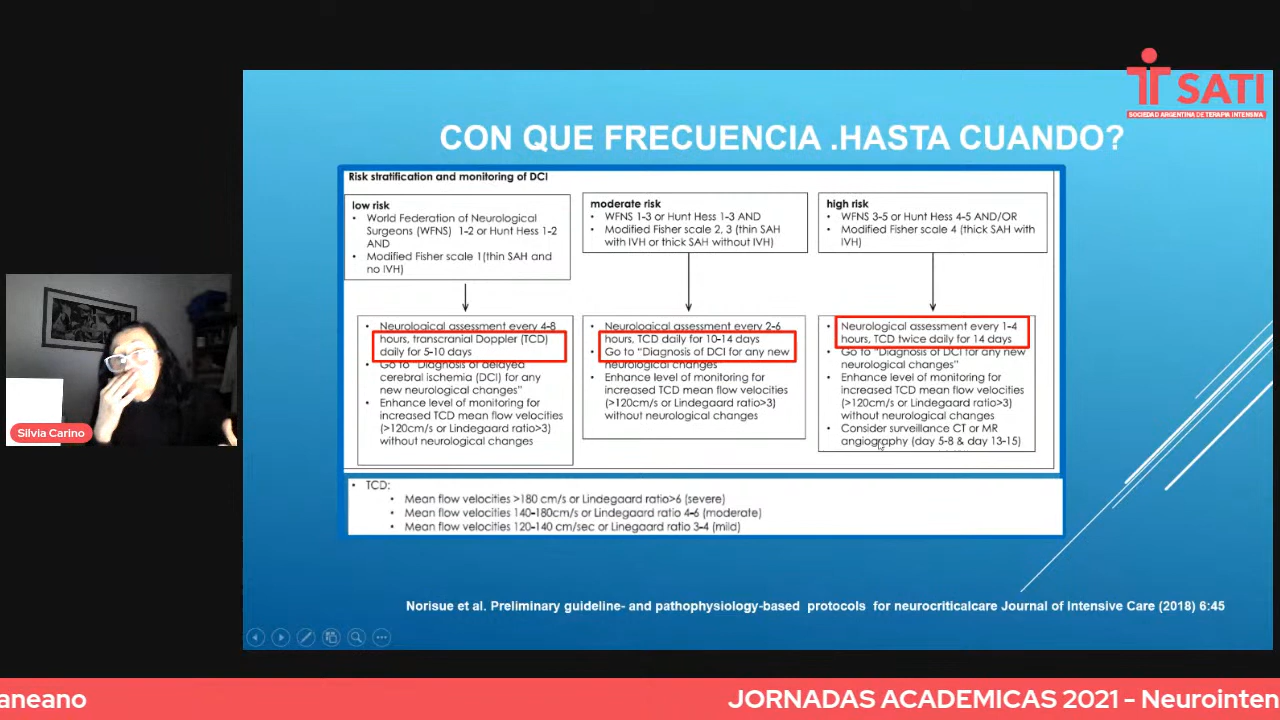 SATI
SOCIEDAD ARGENTINA DE TERAPIA INTENSIVA
CON QUE FRECUENCIA .HASTA CUANDO?
Risk stratification and monitoring of DCI
low risk
• World Federation of Neurological
Surgeons (WFNS) 1-2 or Hunt Hess 1-2
AND
• Modified Fisher scale 1(thin SAH and
no IVH)
moderate risk
• WFNS 1-3 or Hunt Hess 1-3 AND
• Modified Fisher scale 2, 3 (thin SAH
with IVH or thick SAH without IVH)
high risk
• WFNS 3-5 or Hunt Hess 4-5 AND/OR
• Modified Fisher scale 4 (thick SAH with
IVH)
• Neurological assessment every 4-8
hours, transcranial Doppler (TCD)
daily for 5-10 days
• Go to "Diagnosis of delayed
cerebral ischemia (DCI) for any
new neurological changes"
• Enhance level of monitoring for
increased TCD mean flow velocities
(>120cm/s or Lindegaard ratio>3)
without neurological changes
• Neurological assessment every 2-6
hours, TCD daily for 10-14 days
• Go to "Diagnosis of DCI for any new
neurological changes"
• Enhance level of monitoring for
increased TCD mean flow velocities
(>120cm/s or Lindegaard ratio>3)
without neurological changes
• Neurological assessment every 1-4
hours, TCD twice daily for 14 days
• Go to "Diagnosis of DCI for any new
neurological changes"
• Enhance level of monitoring for
increased TCD mean flow velocities
(>120cm/s or Lindegaard ratio>3)
without neurological changes
• Consider surveillance CT or MR
angiography (day 5-8 & day 13-15)
• TCD:
• Mean flow velocities >180 cm/s or Lindegaard ratio>6 (severe)
• Mean flow velocities 140-180cm/s or Lindegaard ratio 4-6 (moderate)
• Mean flow velocities 120-140 cm/sec or Linegaard ratio 3-4 (mild)
Silvia Carino
Norisue et al. Preliminary guideline- and pathophysiology-based protocols for neurocriticalcare Journal of Intensive Care (2018) 6:45
aneano
JORNADAS ACADEMICAS 2021 - Neurointen